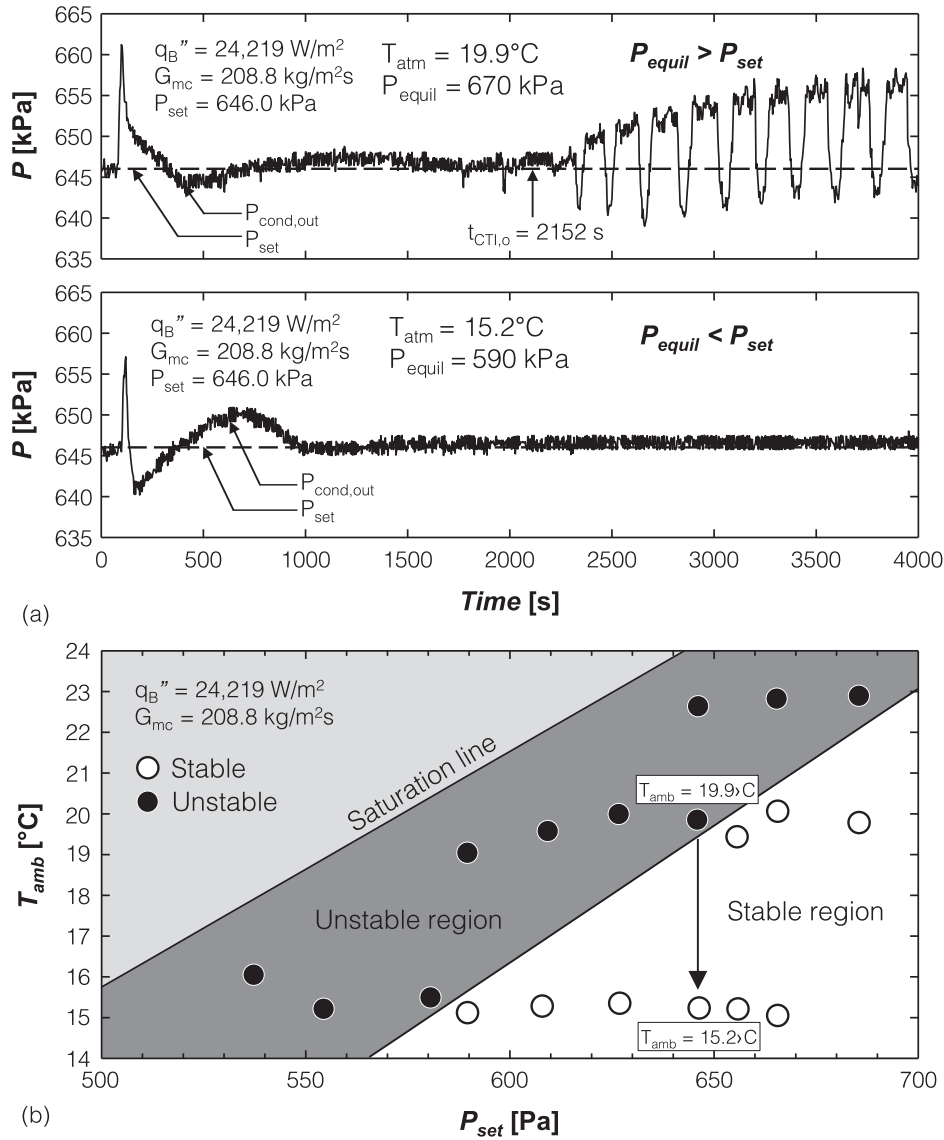 665
660
655
650
645
640
635
P [kPa]
q_B” = 24,219 W/m²
G_mc = 208.8 kg/m²s
P_set = 646.0 kPa
T_atm = 19.9°C
P_equil = 670 kPa
P_equil > P_set
P_cond,out
P_set
t_CTI,o = 2152 s
665
660
655
650
645
640
635
P [kPa]
q_B” = 24,219 W/m²
G_mc = 208.8 kg/m²s
P_set = 646.0 kPa
T_atm = 15.2°C
P_equil = 590 kPa
P_equil < P_set
P_cond,out
P_set
0 500 1000 1500 2000 2500 3000 3500 4000
Time [s]
(a)
24
23
22
21
20
19
18
17
16
15
14
T_amb [°C]
q_B” = 24,219 W/m²
G_mc = 208.8 kg/m²s
Stable
Unstable
Saturation line
T_amb = 19.9›C
Unstable region
Stable region
T_amb = 15.2›C
500 550 600 650 700
P_set [Pa]
(b)